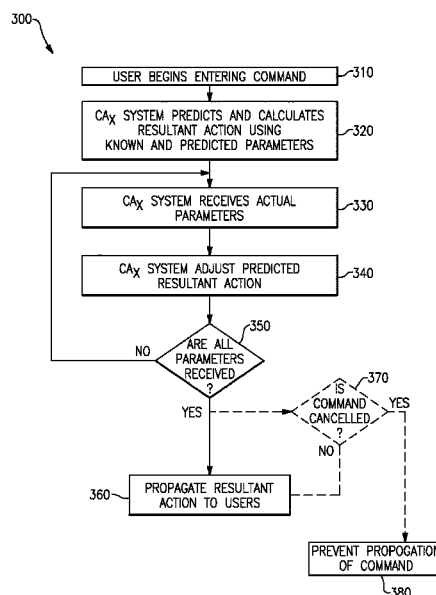 300
USER BEGINS ENTERING COMMAND
310
CAX SYSTEM PREDICTS AND CALCULATES
RESULTANT ACTION USING
KNOWN AND PREDICTED PARAMETERS
320
CAX SYSTEM RECEIVES ACTUAL
PARAMETERS
330
CAX SYSTEM ADJUST PREDICTED
RESULTANT ACTION
340
350
ARE ALL
PARAMETERS
RECEIVED
?
NO
YES
370
IS
COMMAND
CANCELLED
?
YES
NO
360
PROPAGATE RESULTANT
ACTION TO USERS
PREVENT PROPOGATION
OF COMMAND
380